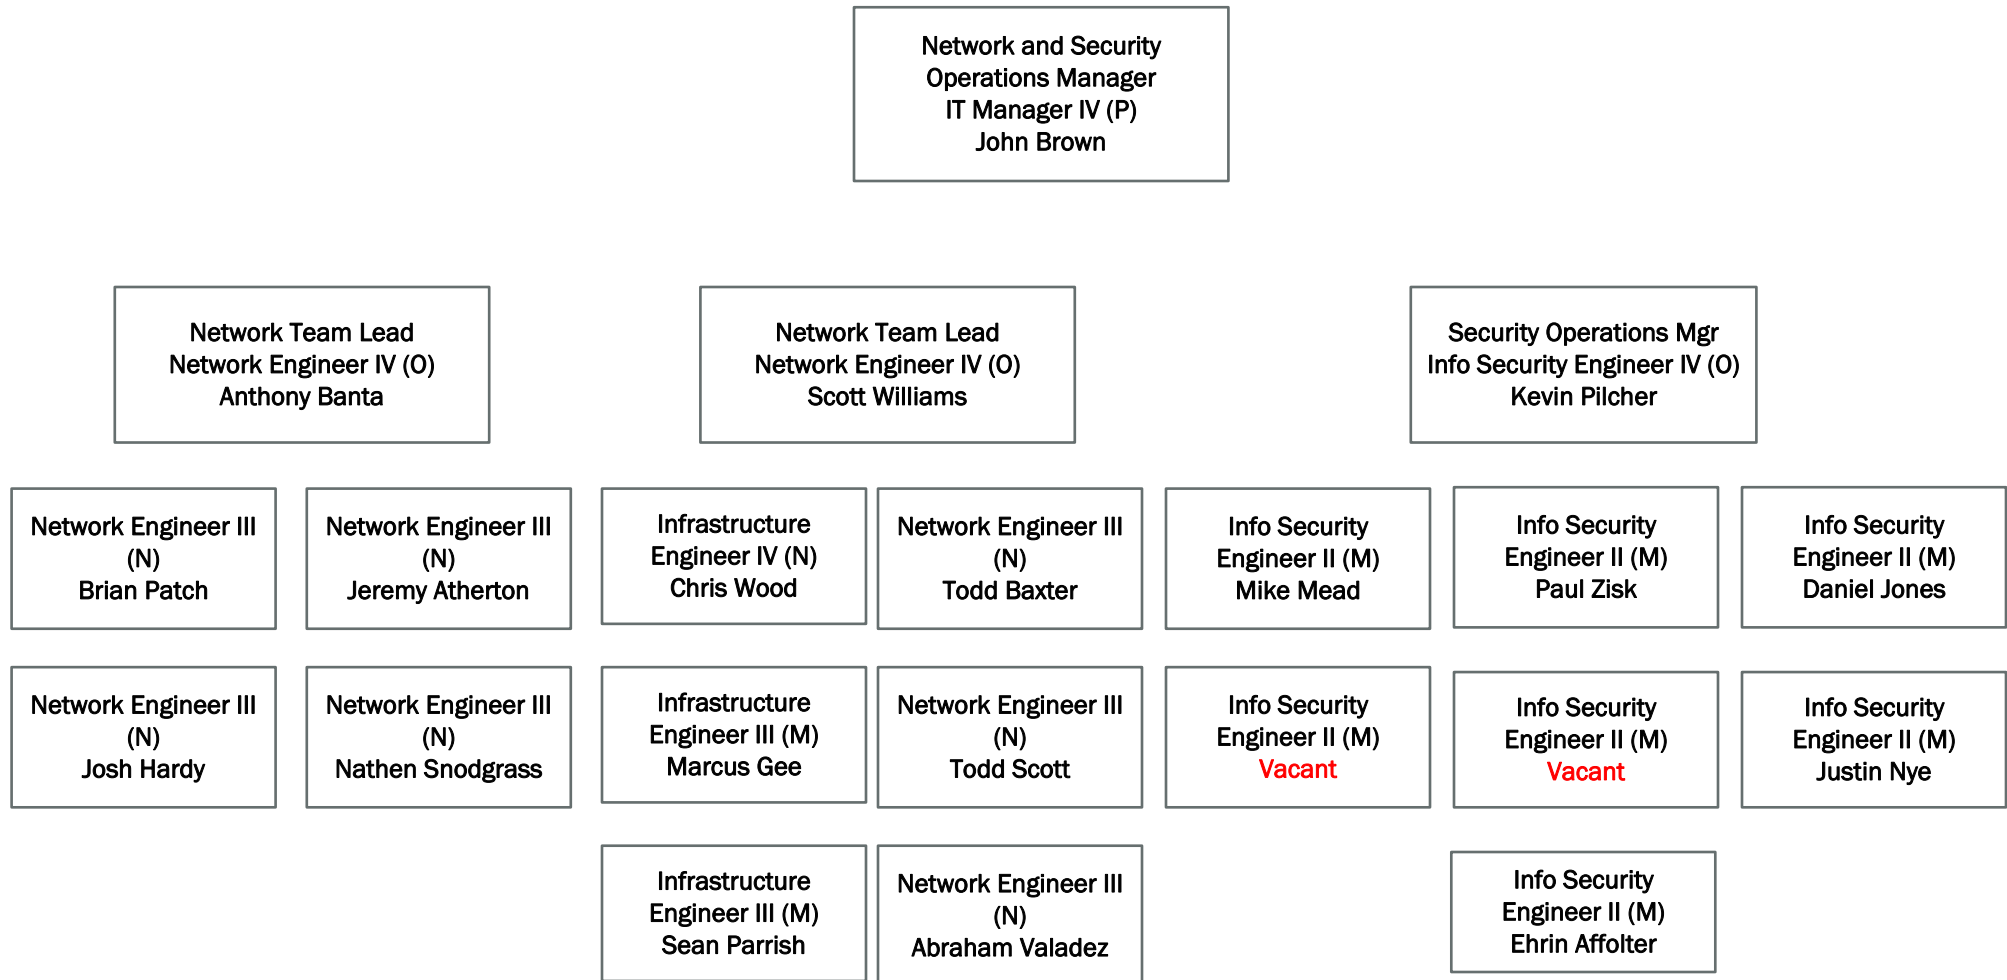 Network and Security
Operations Manager
IT Manager IV (P)
John Brown
Network Team Lead
Network Engineer IV (O)
Anthony Banta
Network Team Lead
Network Engineer IV (O)
Scott Williams
Security Operations Mgr
Info Security Engineer IV (O)
Kevin Pilcher
Network Engineer III
(N)
Brian Patch
Network Engineer III
(N)
Jeremy Atherton
Infrastructure
Engineer IV (N)
Chris Wood
Network Engineer III
(N)
Todd Baxter
Info Security
Engineer II (M)
Mike Mead
Info Security
Engineer II (M)
Paul Zisk
Info Security
Engineer II (M)
Daniel Jones
Network Engineer III
(N)
Josh Hardy
Network Engineer III
(N)
Nathen Snodgrass
Infrastructure
Engineer III (M)
Marcus Gee
Network Engineer III
(N)
Todd Scott
Info Security
Engineer II (M)
Vacant
Info Security
Engineer II (M)
Vacant
Info Security
Engineer II (M)
Justin Nye
Infrastructure
Engineer III (M)
Sean Parrish
Network Engineer III
(N)
Abraham Valadez
Info Security
Engineer II (M)
Ehrin Affolter